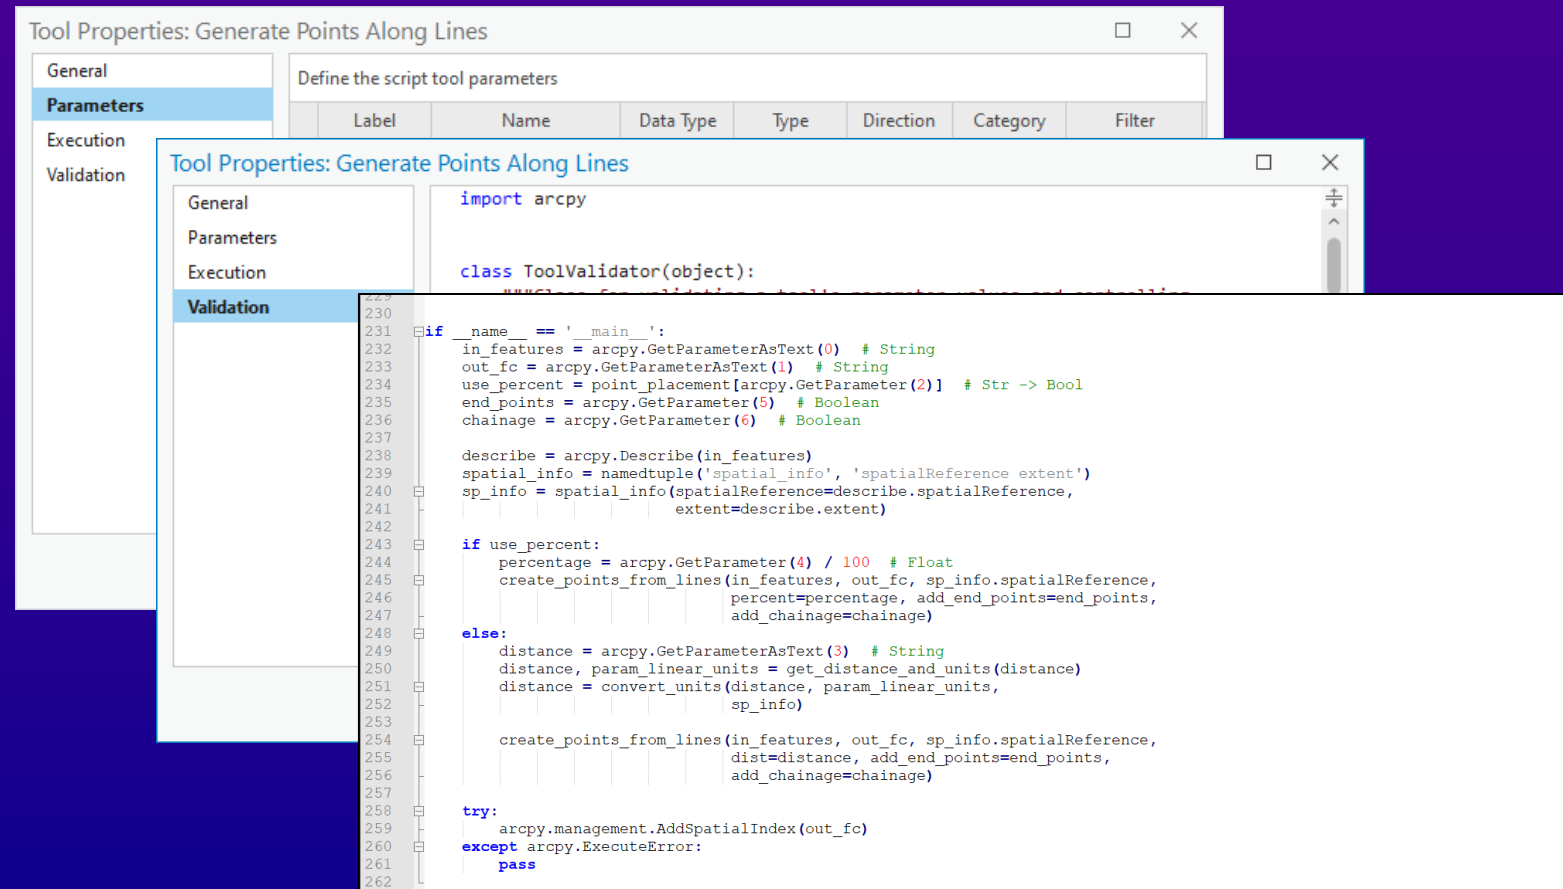 Tool Properties: Generate Points Along Lines
General
Parameters
Execution
Validation
Define the script tool parameters
Label Name Data Type Type Direction Category Filter
Tool Properties: Generate Points Along Lines
General
Parameters
Execution
Validation
import arcpy
class ToolValidator(object):
"""Class for validating a tool's parameter values and controlling
229
230
231 if __name__ == '__main__':
232 in_features = arcpy.GetParameterAsText(0) # String
233 out_fc = arcpy.GetParameterAsText(1) # String
234 use_percent = point_placement[arcpy.GetParameter(2)] # Str -> Bool
235 end_points = arcpy.GetParameter(5) # Boolean
236 chainage = arcpy.GetParameter(6) # Boolean
237
238 describe = arcpy.Describe(in_features)
239 spatial_info = namedtuple('spatial_info', 'spatialReference extent')
240 sp_info = spatial_info(spatialReference=describe.spatialReference,
241 extent=describe.extent)
242
243 if use_percent:
244 percentage = arcpy.GetParameter(4) / 100 # Float
245 create_points_from_lines(in_features, out_fc, sp_info.spatialReference,
246 percent=percentage, add_end_points=end_points,
247 add_chainage=chainage)
248 else:
249 distance = arcpy.GetParameterAsText(3) # String
250 distance, param_linear_units = get_distance_and_units(distance)
251 distance = convert_units(distance, param_linear_units,
252 sp_info)
253
254 create_points_from_lines(in_features, out_fc, sp_info.spatialReference,
255 dist=distance, add_end_points=end_points,
256 add_chainage=chainage)
257
258 try:
259 arcpy.management.AddSpatialIndex(out_fc)
260 except arcpy.ExecuteError:
261 pass
262